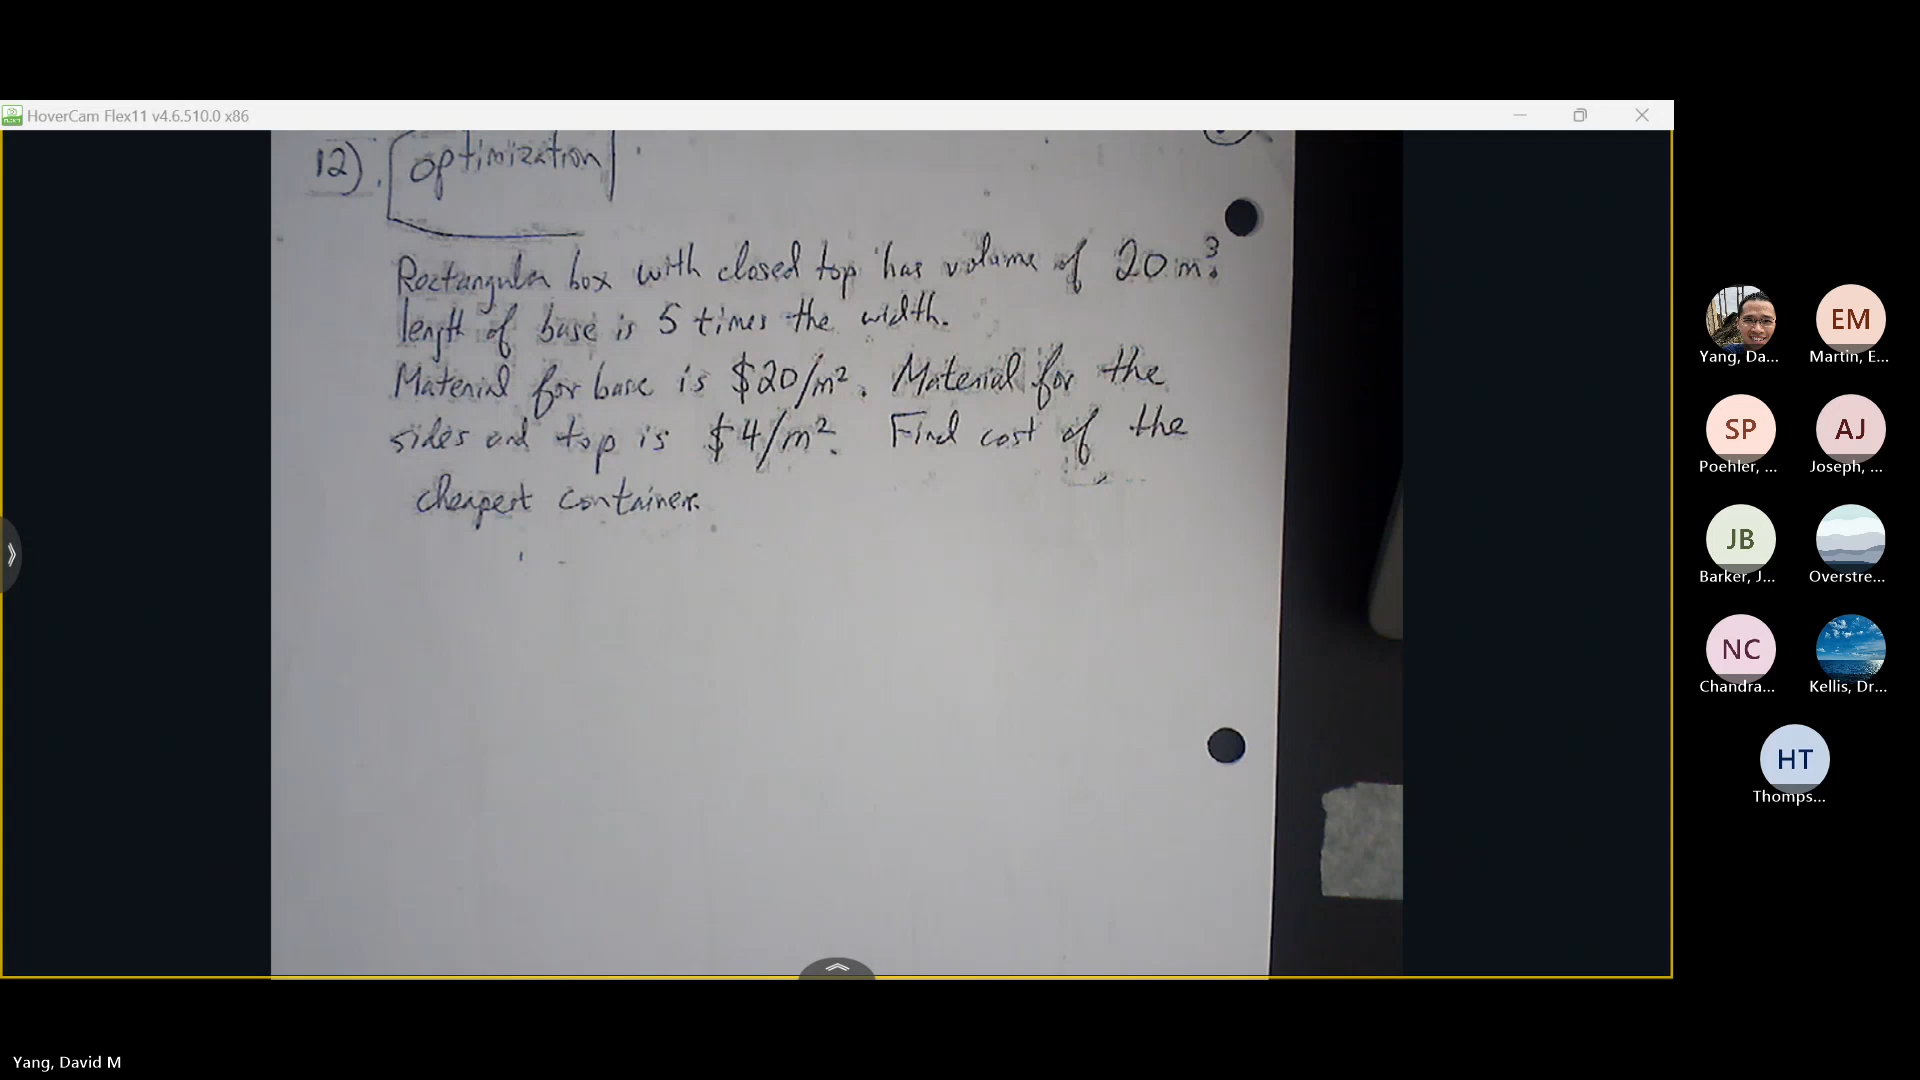 HoverCam Flex11 v4.6.510.0 x86
12). optimization
Rectangular box with closed top has volume of 20 m³.
length of base is 5 times the width.
Material for base is $20/m². Material for the
sides and top is $4/m². Find cost of the
cheapest container.
Yang, Da...
EM
Martin, E...
SP
Poehler, ...
AJ
Joseph, ...
JB
Barker, J...
Overstre...
NC
Chandra...
Kellis, Dr...
HT
Thomps...
Yang, David M